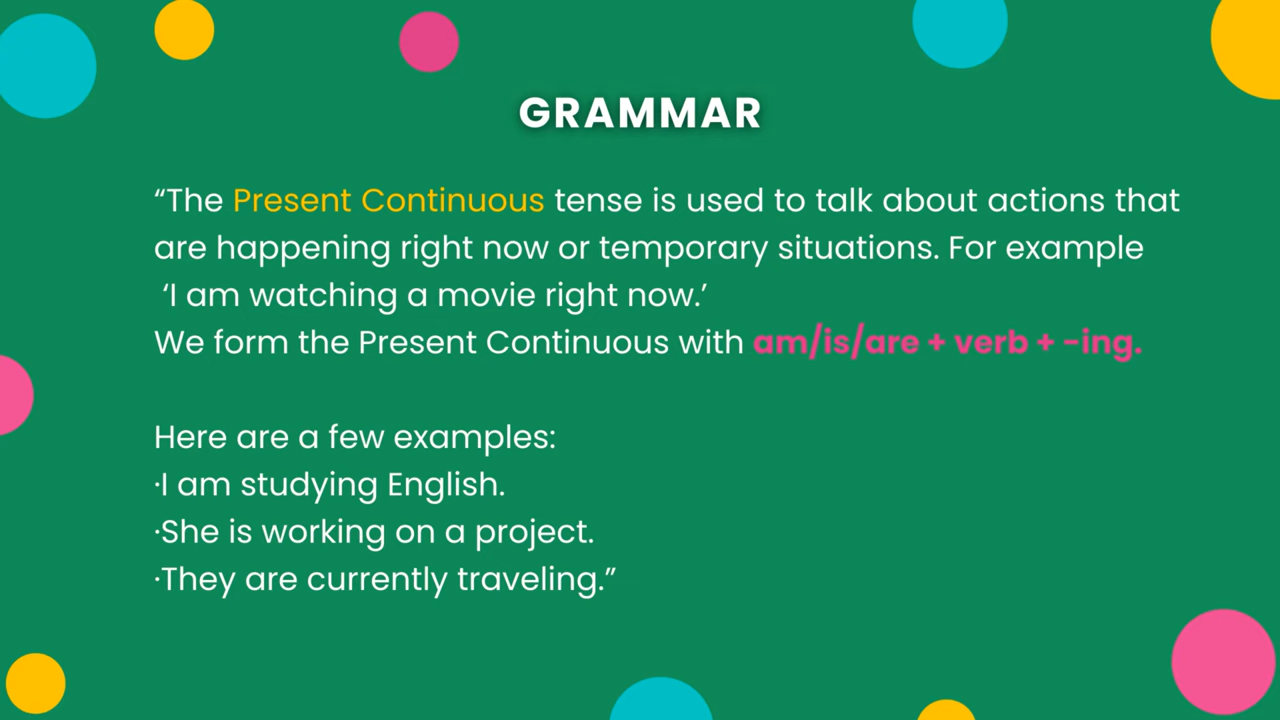 GRAMMAR
“The Present Continuous tense is used to talk about actions that
are happening right now or temporary situations. For example
‘I am watching a movie right now.’
We form the Present Continuous with am/is/are + verb + -ing.
Here are a few examples:
·I am studying English.
·She is working on a project.
·They are currently traveling.”